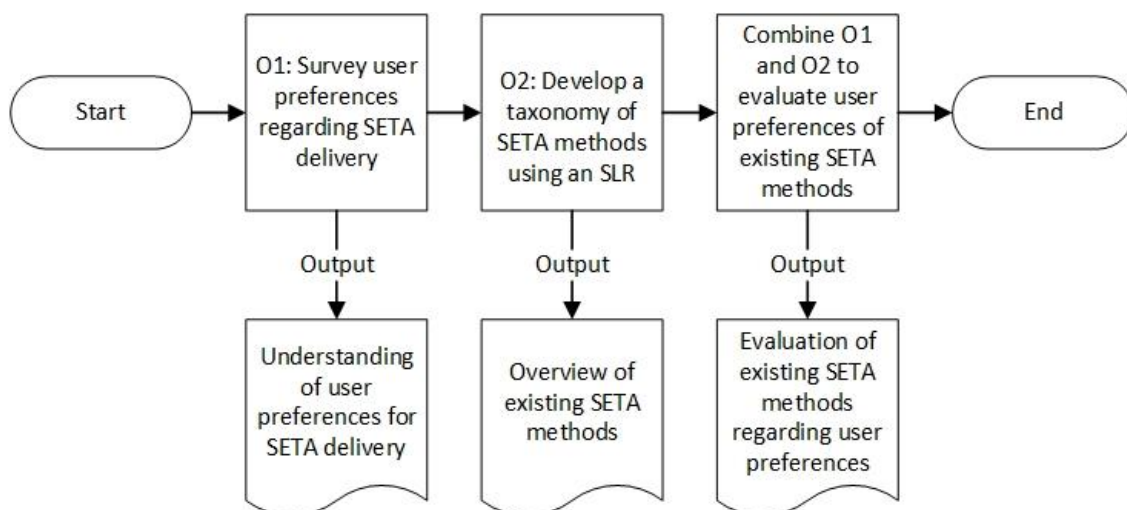 Start
O1: Survey user
preferences
regarding SETA
delivery
O2: Develop a
taxonomy of
SETA methods
using an SLR
Combine O1
and O2 to
evaluate user
preferences of
existing SETA
methods
End
Output
Output
Output
Understanding
of user
preferences for
SETA delivery
Overview of
existing SETA
methods
Evaluation of
existing SETA
methods
regarding user
preferences